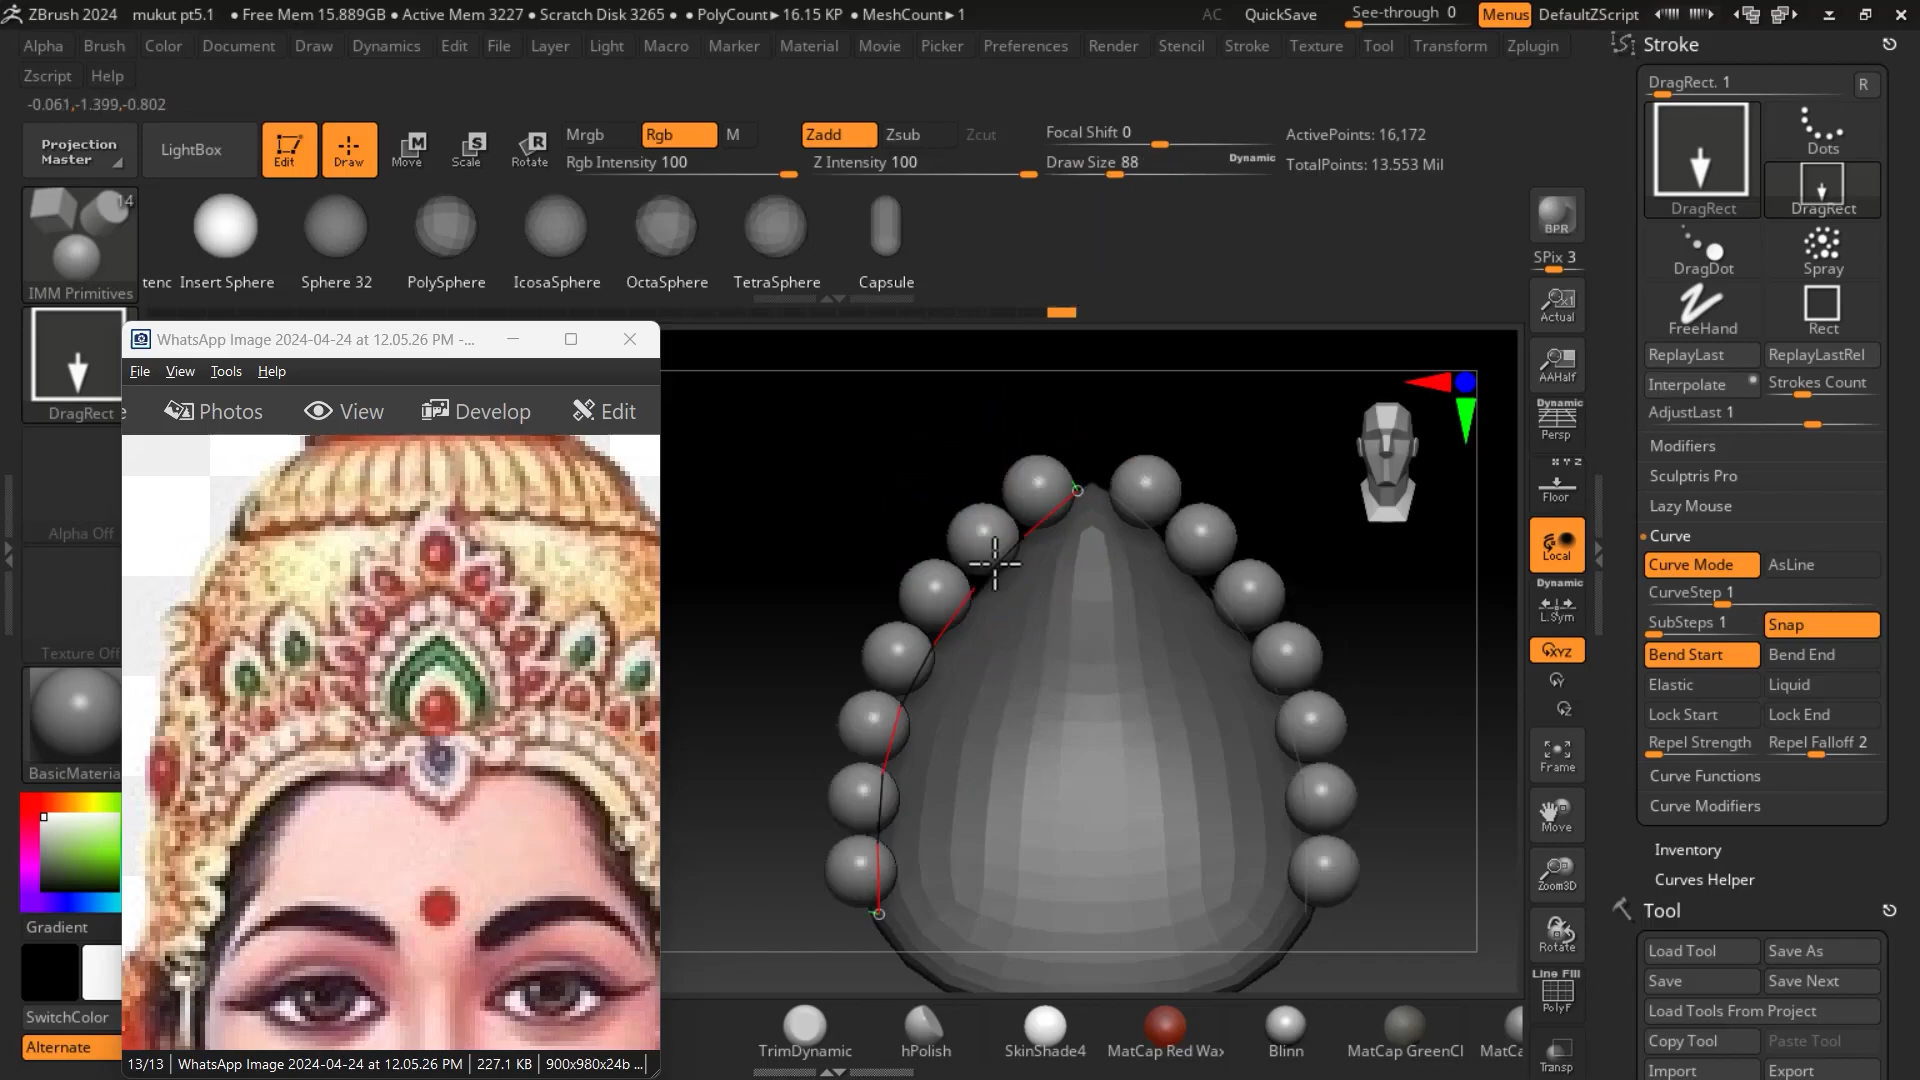 ZBrush 2024 mukut pt5.1 • Free Mem 15.889GB • Active Mem 3227 • Scratch Disk 3265 • • PolyCount► 16.15 KP • MeshCount► 1 AC QuickSave See-through 0 Menus DefaultZScript
Alpha Brush Color Document Draw Dynamics Edit File Layer Light Macro Marker Material Movie Picker Preferences Render Stencil Stroke Texture Tool Transform Zplugin
Zscript Help
-0.061,-1.399,-0.802
Projection Master LightBox Edit Draw Move Scale Rotate Mrgb Rgb M Zadd Zsub Zcut Focal Shift 0 ActivePoints: 16,172
Rgb Intensity 100 Z Intensity 100 Draw Size 88 Dynamic TotalPoints: 13.553 Mil
14
IMM Primitives
tenc Insert Sphere Sphere 32 PolySphere IcosaSphere OctaSphere TetraSphere Capsule
DragRect
Alpha Off
Texture Off
BasicMateria
Gradient
SwitchColor
Alternate
WhatsApp Image 2024-04-24 at 12.05.26 PM -...
File View Tools Help
e Photos View Develop Edit
13/13 WhatsApp Image 2024-04-24 at 12.05.26 PM 227.1 KB 900x980x24b ...
TrimDynamic hPolish SkinShade4 MatCap Red Wax Blinn MatCap GreenCl MatCa
BPR
SPix 3
Actual
AAHalf
Dynamic
Persp
X Y Z
Floor
Local
Dynamic
L.Sym
XYZ
Y
Z
Frame
Move
Zoom3D
Rotate
Line Fill
PolyF
Transp
Stroke
DragRect. 1 R
DragRect Dots
DragRect
DragDot Spray
FreeHand Rect
ReplayLast ReplayLastRel
Interpolate Strokes Count
AdjustLast 1
Modifiers
Sculptris Pro
Lazy Mouse
Curve
Curve Mode AsLine
CurveStep 1
SubSteps 1 Snap
Bend Start Bend End
Elastic Liquid
Lock Start Lock End
Repel Strength Repel Falloff 2
Curve Functions
Curve Modifiers
Inventory
Curves Helper
Tool
Load Tool Save As
Save Save Next
Load Tools From Project
Copy Tool Paste Tool
Import Export